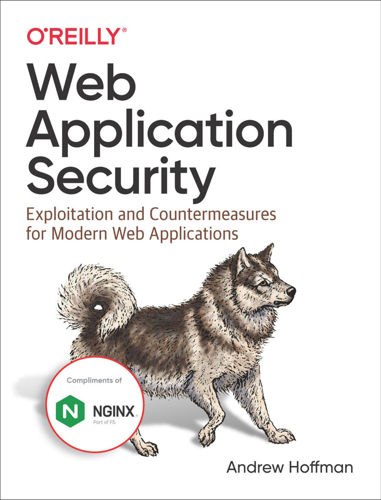 O'REILLY®
Web
Application
Security
Exploitation and Countermeasures
for Modern Web Applications
Compliments of
N NGINX
Part of F5
Andrew Hoffman